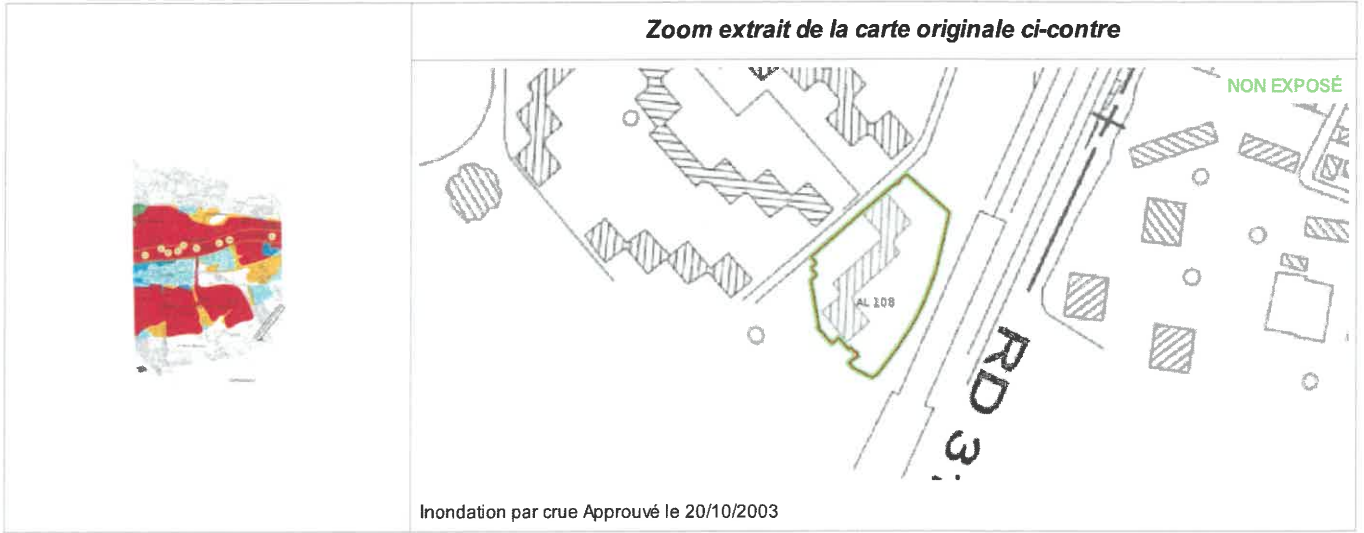 Zoom extrait de la carte originale ci-contre
NON EXPOSÉ
AL 108
RD 3
Inondation par crue Approuvé le 20/10/2003